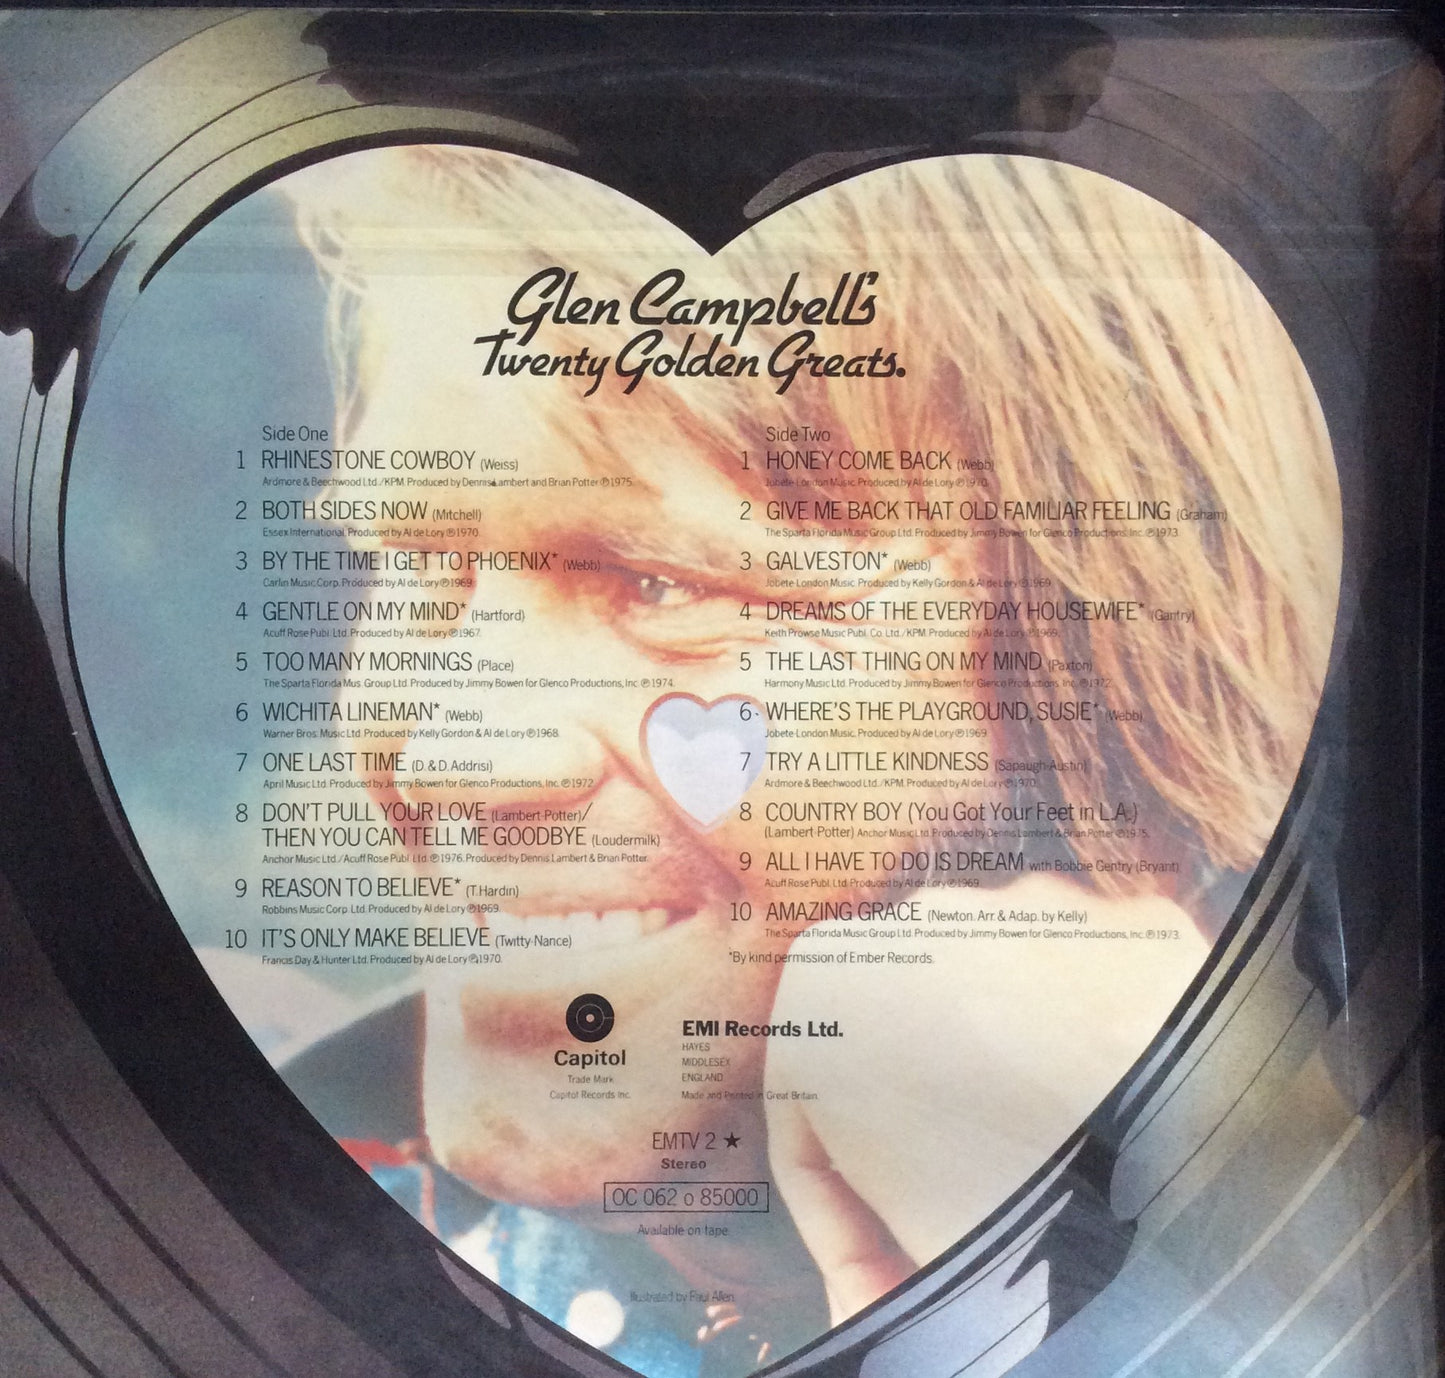 Glen Campbell's
Twenty Golden Greats.
Side One
1 RHINESTONE COWBOY (Weiss)
Ardmore & Beechwood Ltd./KPM. Produced by Dennis Lambert and Brian Potter ℗ 1975.
2 BOTH SIDES NOW (Mitchell)
Essex International. Produced by Al de Lory ℗ 1970.
3 BY THE TIME I GET TO PHOENIX* (Webb)
Carlin Music Corp. Produced by Al de Lory ℗ 1969.
4 GENTLE ON MY MIND* (Hartford)
Acuff Rose Publ. Ltd. Produced by Al de Lory ℗ 1967.
5 TOO MANY MORNINGS (Place)
The Sparta Florida Mus. Group Ltd. Produced by Jimmy Bowen for Glenco Productions, Inc. ℗ 1974.
6 WICHITA LINEMAN* (Webb)
Warner Bros. Music Ltd. Produced by Kelly Gordon & Al de Lory ℗ 1968.
7 ONE LAST TIME (D. & D. Addrisi)
April Music Ltd. Produced by Jimmy Bowen for Glenco Productions, Inc. ℗ 1972.
8 DON'T PULL YOUR LOVE (Lambert-Potter)/
THEN YOU CAN TELL ME GOODBYE (Loudermilk)
Anchor Music Ltd./Acuff Rose Publ. Ltd. ℗ 1976. Produced by Dennis Lambert & Brian Potter.
9 REASON TO BELIEVE* (T. Hardin)
Robbins Music Corp. Ltd. Produced by Al de Lory ℗ 1969.
10 IT'S ONLY MAKE BELIEVE (Twitty-Nance)
Francis Day & Hunter Ltd. Produced by Al de Lory ℗ 1970.
Side Two
1 HONEY COME BACK (Webb)
Jobete-London Music. Produced by Al de Lory ℗ 1970.
2 GIVE ME BACK THAT OLD FAMILIAR FEELING (Graham)
The Sparta Florida Music Group Ltd. Produced by Jimmy Bowen for Glenco Productions, Inc. ℗ 1973.
3 GALVESTON* (Webb)
Jobete-London Music. Produced by Kelly Gordon & Al de Lory ℗ 1969.
4 DREAMS OF THE EVERYDAY HOUSEWIFE* (Gantry)
Keith Prowse Music Publ. Co. Ltd./KPM. Produced by Al de Lory ℗ 1969.
5 THE LAST THING ON MY MIND (Paxton)
Harmony Music Ltd. Produced by Jimmy Bowen for Glenco Productions, Inc. ℗ 1972.
6 WHERE'S THE PLAYGROUND, SUSIE* (Webb)
Jobete-London Music. Produced by Al de Lory ℗ 1969.
7 TRY A LITTLE KINDNESS (Sapaugh-Austin)
Ardmore & Beechwood Ltd./KPM. Produced by Al de Lory ℗ 1970.
8 COUNTRY BOY (You Got Your Feet in L.A.)
(Lambert-Potter) Anchor Music Ltd. Produced by Dennis Lambert & Brian Potter ℗ 1975.
9 ALL I HAVE TO DO IS DREAM with Bobbie Gentry (Bryant)
Acuff Rose Publ. Ltd. Produced by Al de Lory ℗ 1969.
10 AMAZING GRACE (Newton. Arr. & Adap. by Kelly)
The Sparta Florida Music Group Ltd. Produced by Jimmy Bowen for Glenco Productions, Inc. ℗ 1973.
*By kind permission of Ember Records.
Capitol
Trade Mark
Capitol Records Inc.
EMI Records Ltd.
HAYES
MIDDLESEX
ENGLAND
Made and Printed in Great Britain.
EMTV 2 ★
Stereo
OC 062 o 85000
Available on tape.
Illustrated by Paul Allen.